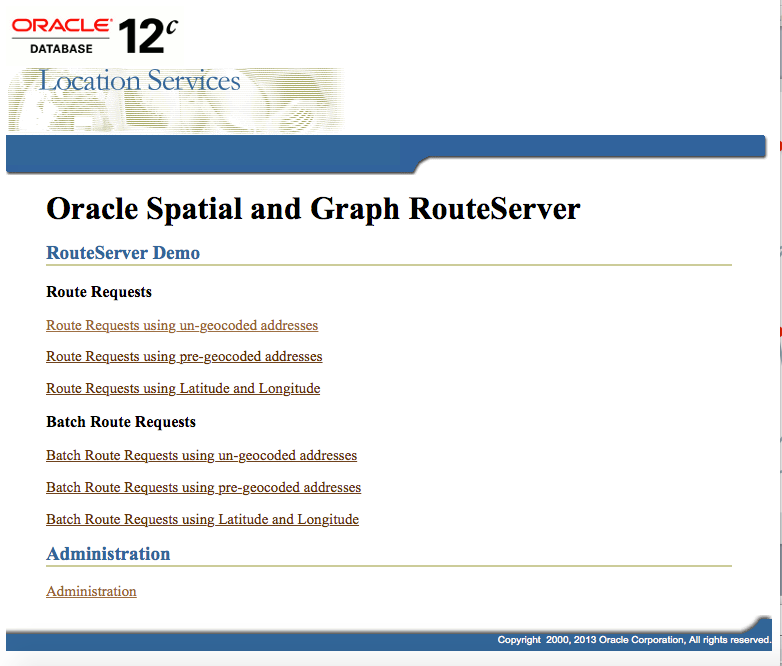 ORACLE®
DATABASE
12c
Location Services
Oracle Spatial and Graph RouteServer
RouteServer Demo
Route Requests
Route Requests using un-geocoded addresses
Route Requests using pre-geocoded addresses
Route Requests using Latitude and Longitude
Batch Route Requests
Batch Route Requests using un-geocoded addresses
Batch Route Requests using pre-geocoded addresses
Batch Route Requests using Latitude and Longitude
Administration
Administration
Copyright 2000, 2013 Oracle Corporation, All rights reserved.